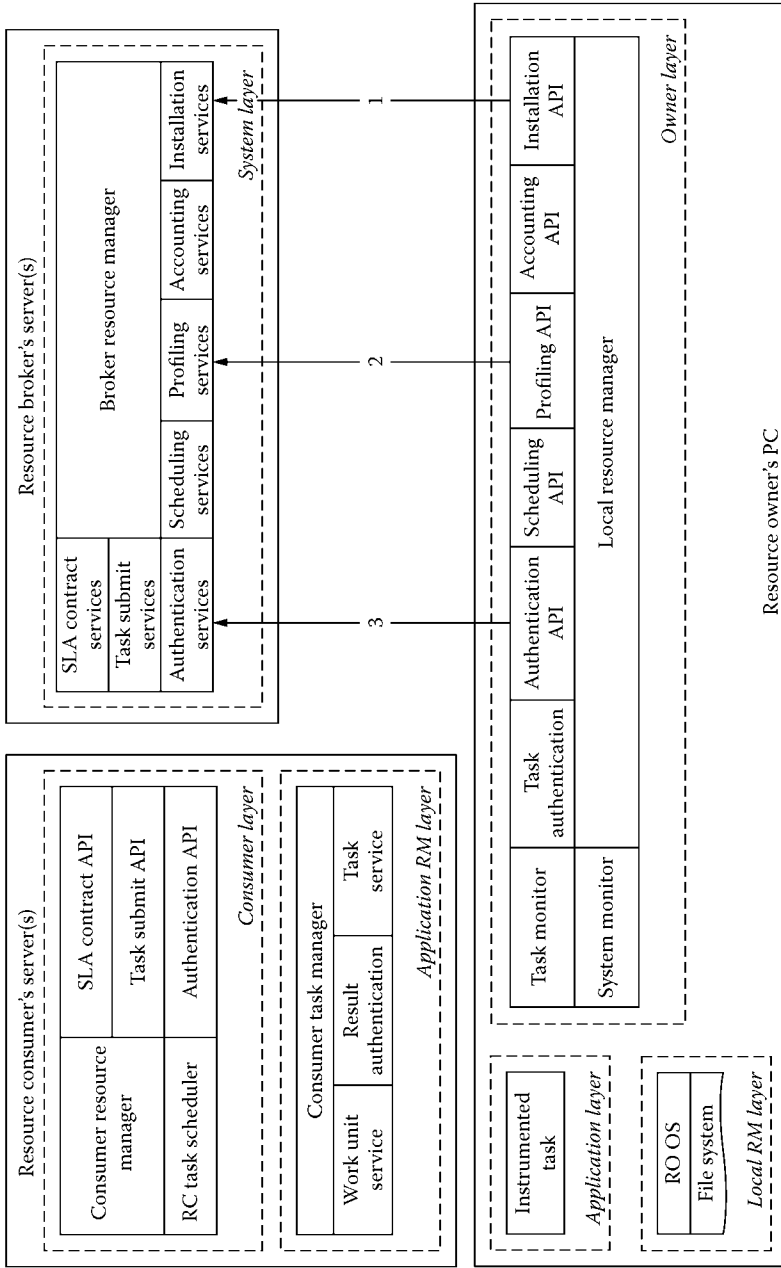 Resource consumer's server(s)
Consumer resource
manager
SLA contract API
Task submit API
RC task scheduler
Authentication API
Consumer layer
Consumer task manager
Work unit
service
Result
authentication
Task
service
Application RM layer
Resource broker's server(s)
SLA contract
services
Task submit
services
Broker resource manager
Authentication
services
Scheduling
services
Profiling
services
Accounting
services
Installation
services
System layer
3
2
1
Instrumented
task
Application layer
RO OS
File system
Local RM layer
Task monitor
Task
authentication
Authentication
API
Scheduling
API
Profiling API
Accounting
API
Installation
API
System monitor
Local resource manager
Owner layer
Resource owner's PC